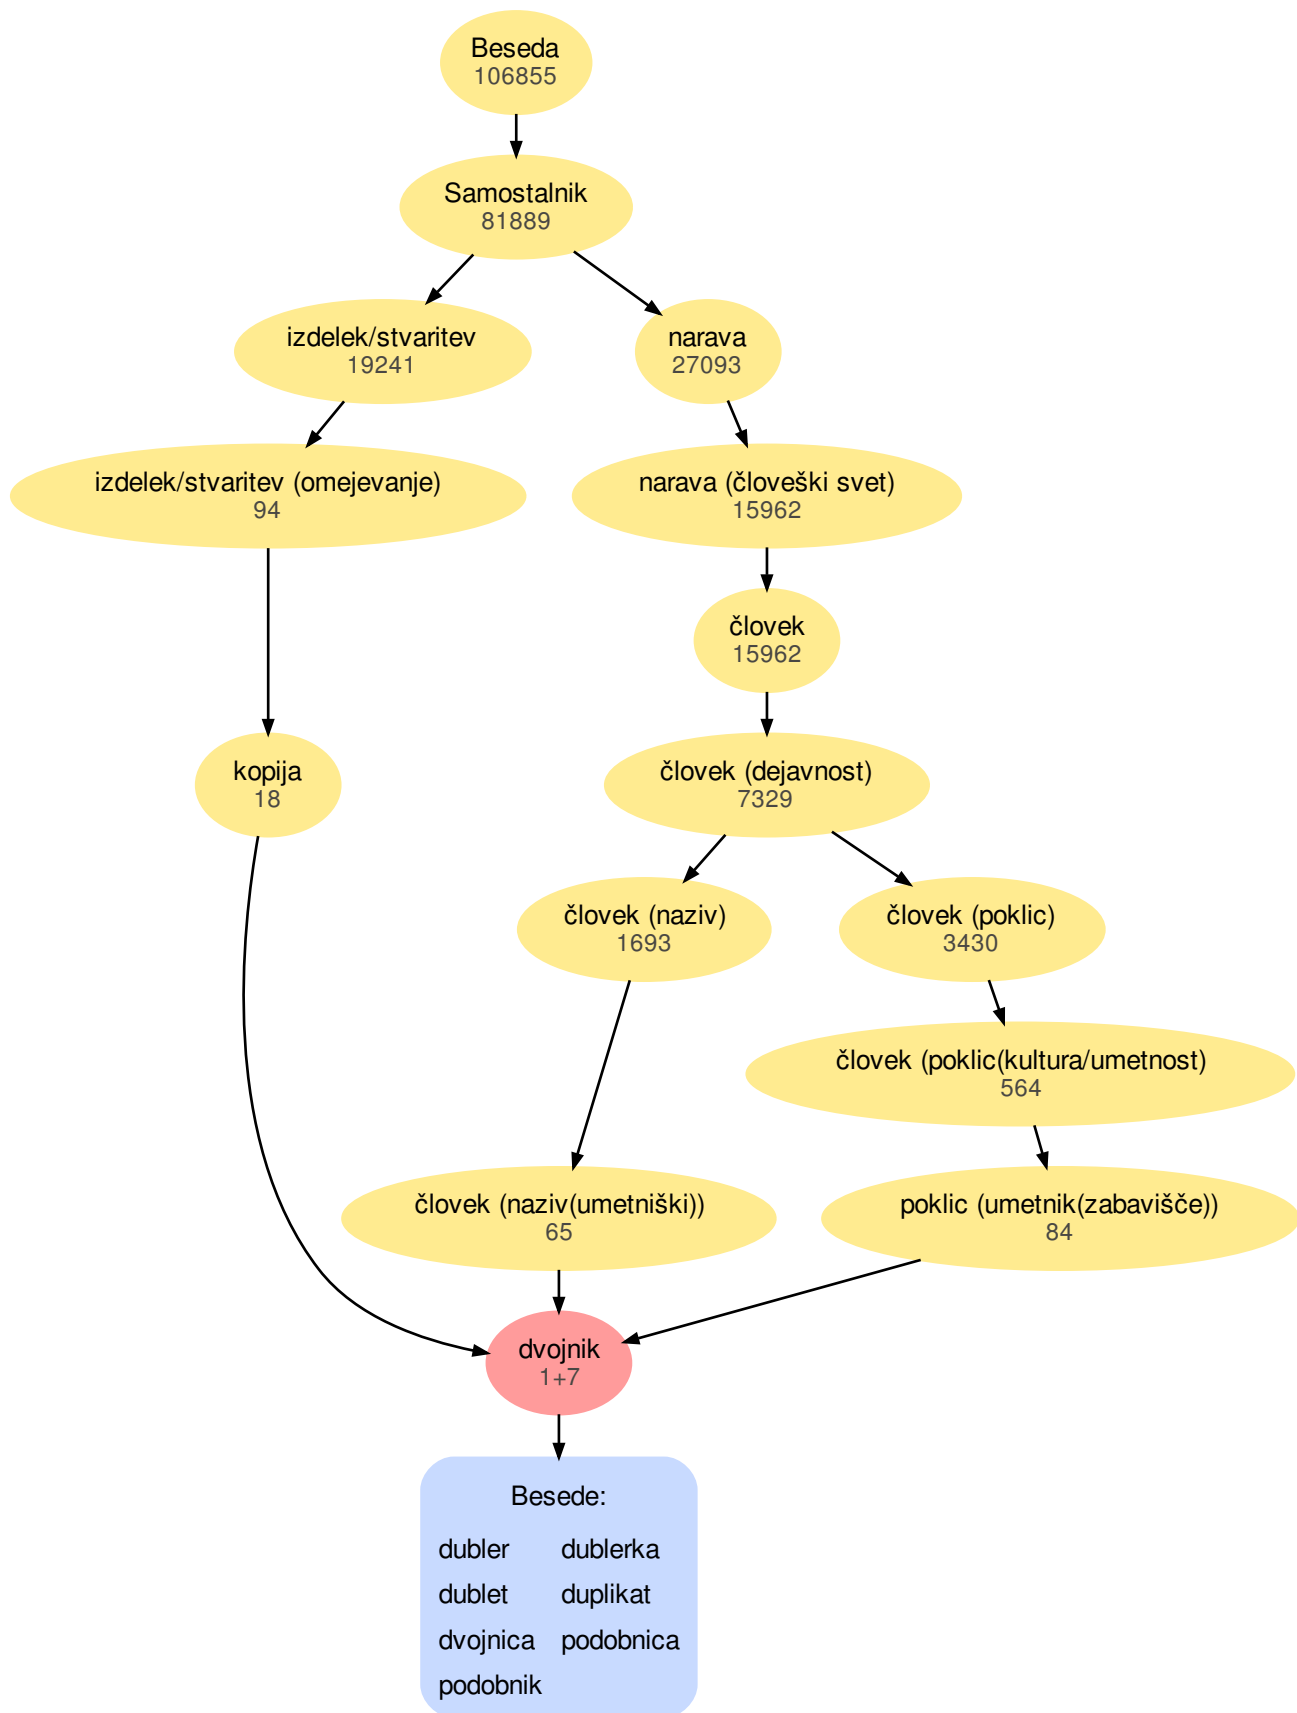 Beseda
106855
Samostalnik
81889
izdelek/stvaritev
19241
narava
27093
izdelek/stvaritev (omejevanje)
94
narava (človeški svet)
15962
človek
15962
kopija
18
človek (dejavnost)
7329
človek (naziv)
1693
človek (poklic)
3430
človek (poklic(kultura/umetnost)
564
človek (naziv(umetniški))
65
poklic (umetnik(zabavišče))
84
dvojnik
1+7
Besede:
dubler dublerka
dublet duplikat
dvojnica podobnica
podobnik